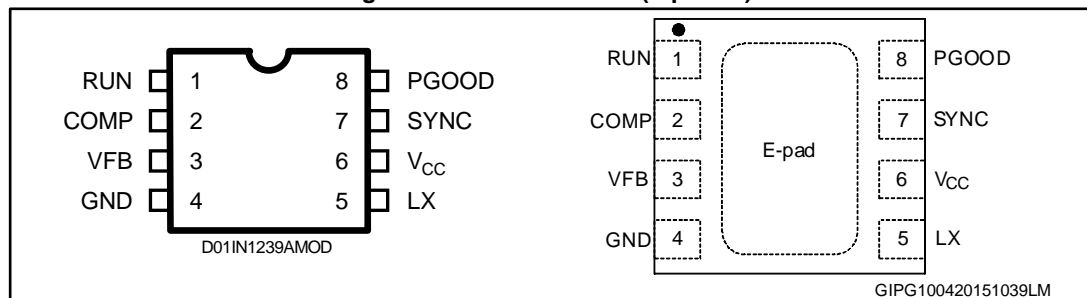 RUN 1 8 PGOOD
COMP 2 7 SYNC
VFB 3 6 VCC
GND 4 5 LX
D01IN1239AMOD
RUN 1 8 PGOOD
COMP 2 7 SYNC
E-pad
VFB 3 6 VCC
GND 4 5 LX
GIPG100420151039LM